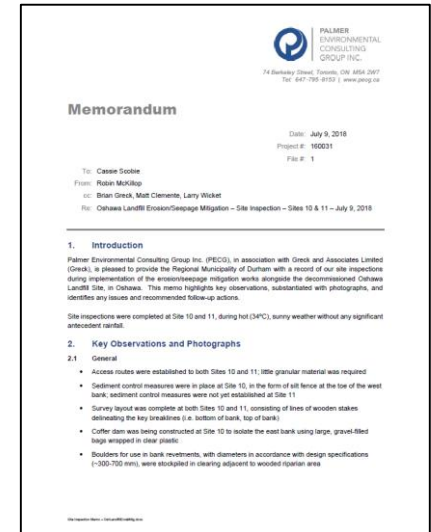 PALMER
ENVIRONMENTAL
CONSULTING
GROUP INC.
74 Berkeley Street, Toronto, ON M5A 2W7
Tel: 647-795-8153 | www.pecg.ca
Memorandum
Date: July 9, 2018
Project #: 160031
File #: 1
To: Cassie Scobie
From: Robin McKillop
cc: Brian Greck, Matt Clemente, Larry Wicket
Re: Oshawa Landfill Erosion/Seepage Mitigation – Site Inspection – Sites 10 & 11 – July 9, 2018
1. Introduction
Palmer Environmental Consulting Group Inc. (PECG), in association with Greck and Associates Limited
(Greck), is pleased to provide the Regional Municipality of Durham with a record of our site inspections
during implementation of the erosion/seepage mitigation works alongside the decommissioned Oshawa
Landfill Site, in Oshawa. This memo highlights key observations, substantiated with photographs, and
identifies any issues and recommended follow-up actions.
Site inspections were completed at Site 10 and 11, during hot (34ºC), sunny weather without any significant
antecedent rainfall.
2. Key Observations and Photographs
2.1 General
• Access routes were established to both Sites 10 and 11; little granular material was required
• Sediment control measures were in place at Site 10, in the form of silt fence at the toe of the west
bank; sediment control measures were not yet established at Site 11
• Survey layout was complete at both Sites 10 and 11, consisting of lines of wooden stakes
delineating the key breaklines (i.e. bottom of bank, top of bank)
• Coffer dam was being constructed at Site 10 to isolate the east bank using large, gravel-filled
bags wrapped in clear plastic
• Boulders for use in bank revetments, with diameters in accordance with design specifications
(~300-700 mm), were stockpiled in clearing adjacent to wooded riparian area